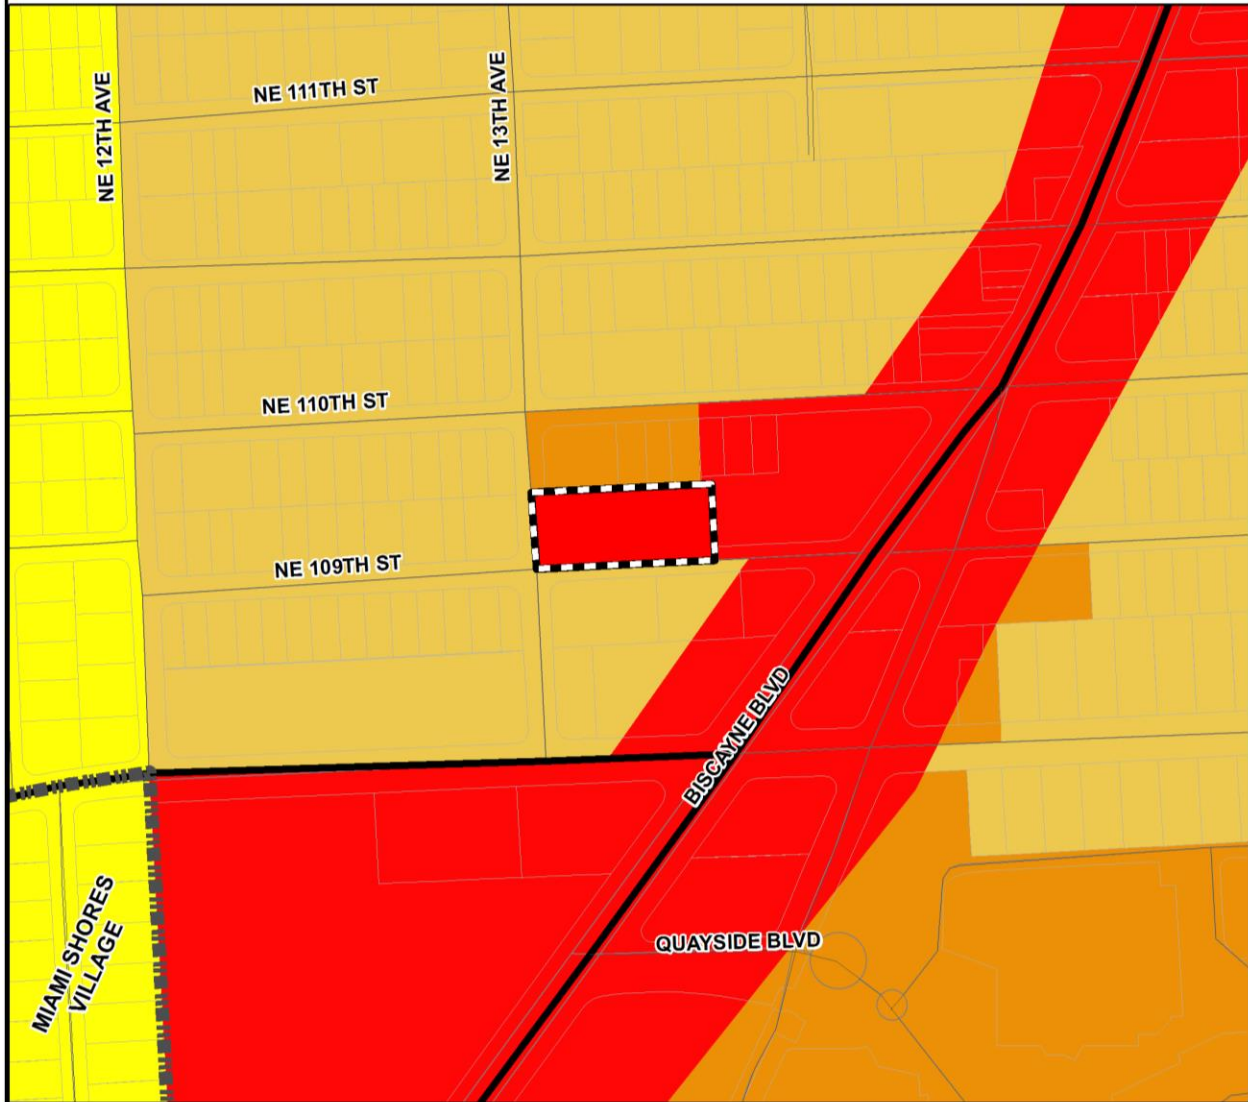 NE 111TH ST
NE 12TH AVE
NE 13TH AVE
NE 110TH ST
NE 109TH ST
BISCAYNE BLVD
QUAYSIDE BLVD
MIAMI SHORES
VILLAGE